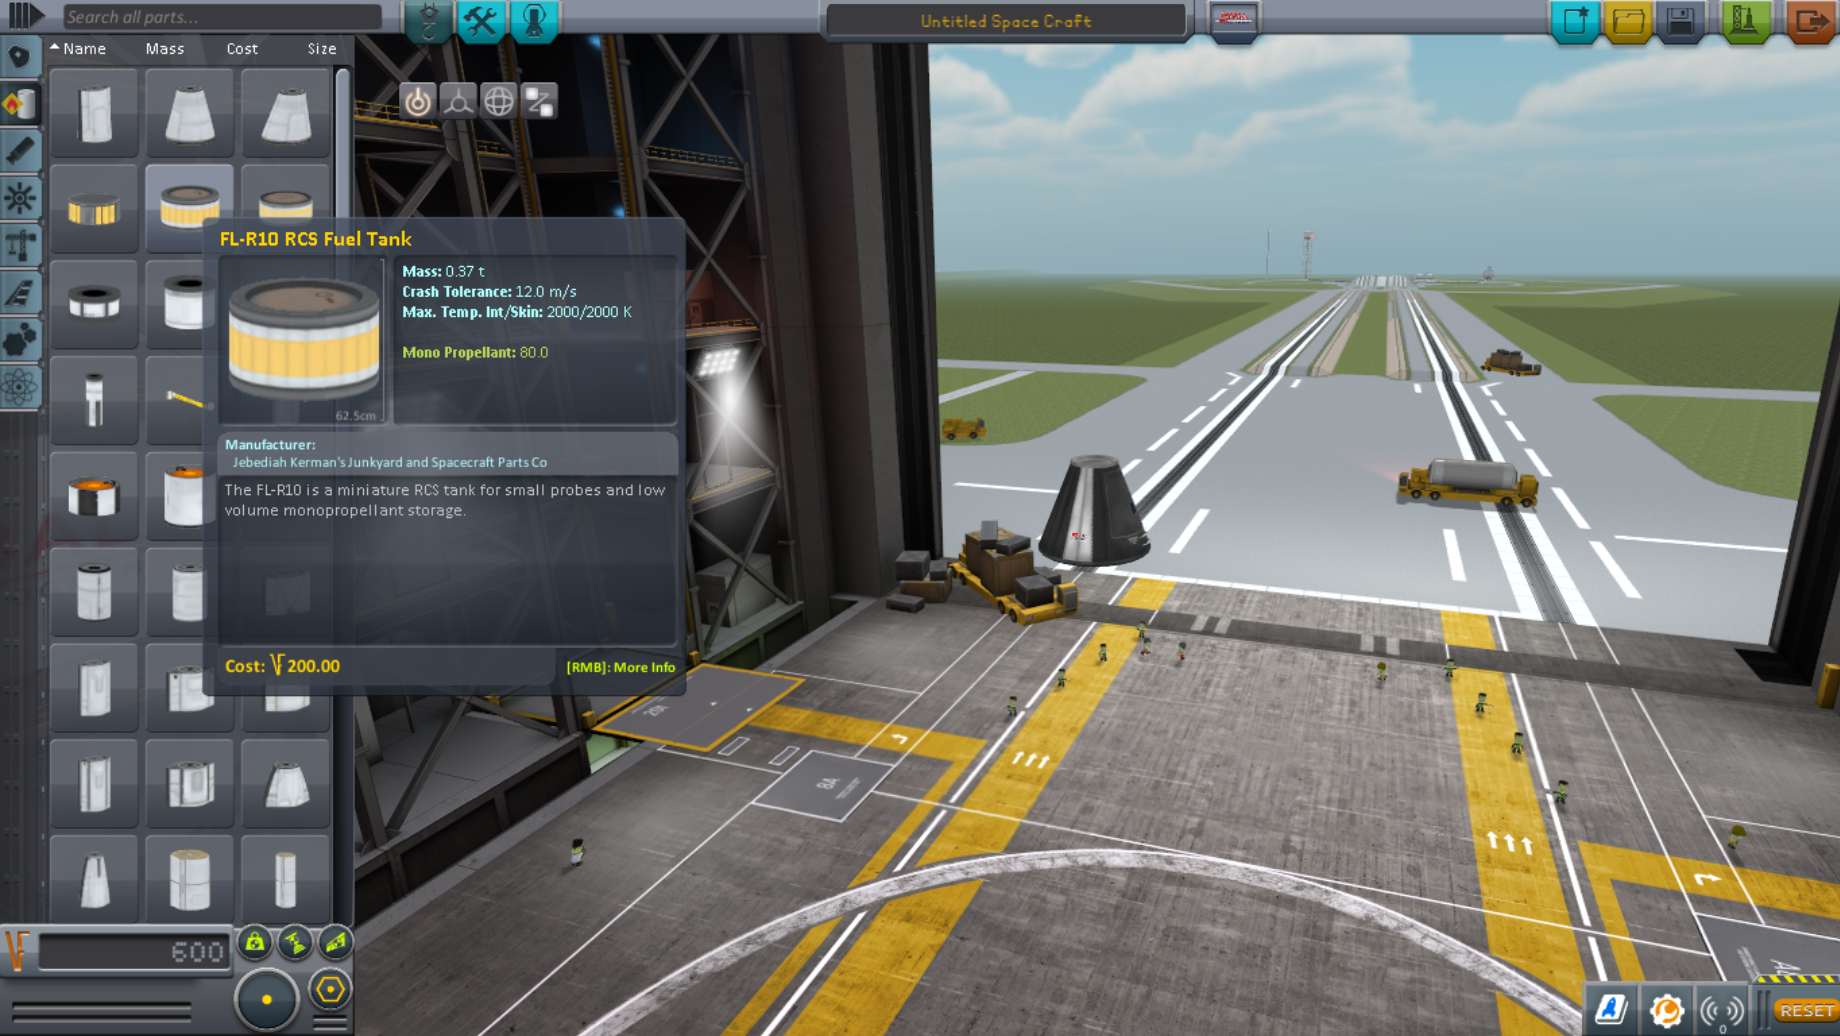 Search all parts...
Untitled Space Craft
Name Mass Cost Size
FL-R10 RCS Fuel Tank
Mass: 0.37 t
Crash Tolerance: 12.0 m/s
Max. Temp. Int/Skin: 2000/2000 K
Mono Propellant: 80.0
62.5cm
Manufacturer:
Jebediah Kerman's Junkyard and Spacecraft Parts Co
The FL-R10 is a miniature RCS tank for small probes and low
volume monopropellant storage.
Cost: 200.00
[RMB]: More Info
20t
8A
600
0
RESET